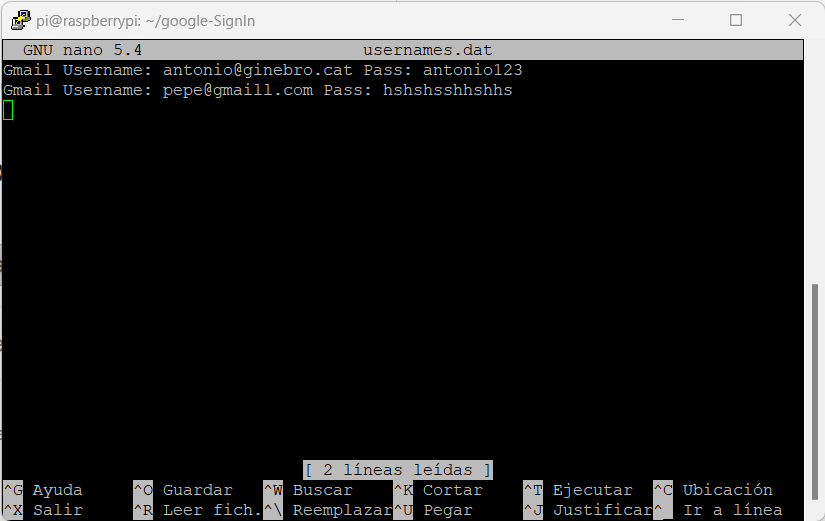 pi@raspberrypi: ~/google-SignIn
GNU nano 5.4 usernames.dat
Gmail Username: antonio@ginebro.cat Pass: antonio123
Gmail Username: pepe@gmaill.com Pass: hshshsshhshhs
[ 2 líneas leídas ]
^G Ayuda ^O Guardar ^W Buscar ^K Cortar ^T Ejecutar ^C Ubicación
^X Salir ^R Leer fich. ^\ Reemplazar ^U Pegar ^J Justificar ^_ Ir a línea